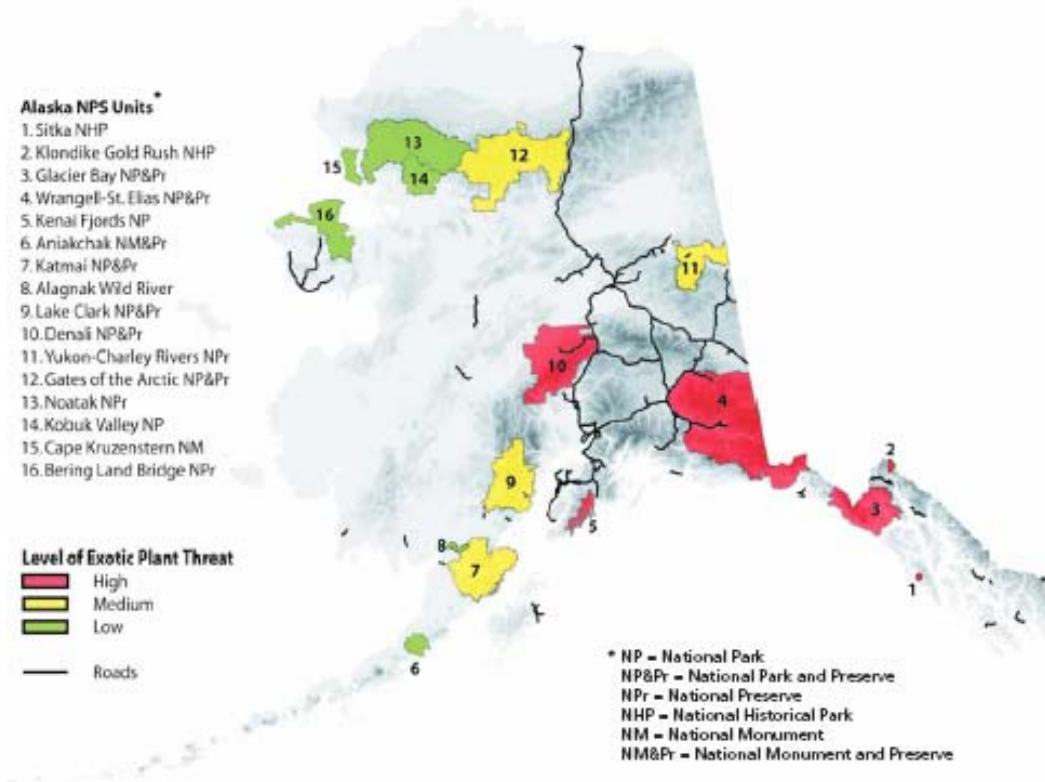 Alaska NPS Units*
1. Sitka NHP
2. Klondike Gold Rush NHP
3. Glacier Bay NP&Pr
4. Wrangell-St. Elias NP&Pr
5. Kenai Fjords NP
6. Aniakchak NM&Pr
7. Katmai NP&Pr
8. Alagnak Wild River
9. Lake Clark NP&Pr
10. Denali NP&Pr
11. Yukon-Charley Rivers NPr
12. Gates of the Arctic NP&Pr
13. Noatak NPr
14. Kobuk Valley NP
15. Cape Kruzenstern NM
16. Bering Land Bridge NPr
Level of Exotic Plant Threat
High
Medium
Low
Roads
13
12
15
14
16
11
10
4
2
9
3
5
8
7
1
6
* NP = National Park
NP&Pr = National Park and Preserve
NPr = National Preserve
NHP = National Historical Park
NM = National Monument
NM&Pr = National Monument and Preserve